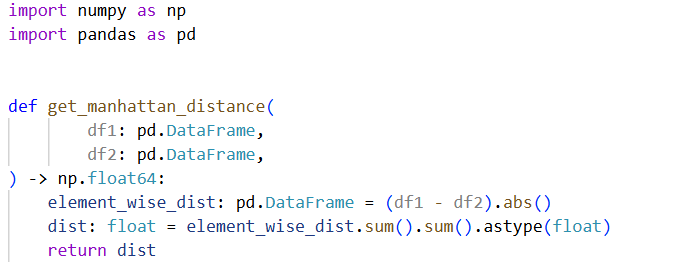 import numpy as np
import pandas as pd
def get_manhattan_distance(
df1: pd.DataFrame,
df2: pd.DataFrame,
) -> np.float64:
element_wise_dist: pd.DataFrame = (df1 - df2).abs()
dist: float = element_wise_dist.sum().sum().astype(float)
return dist